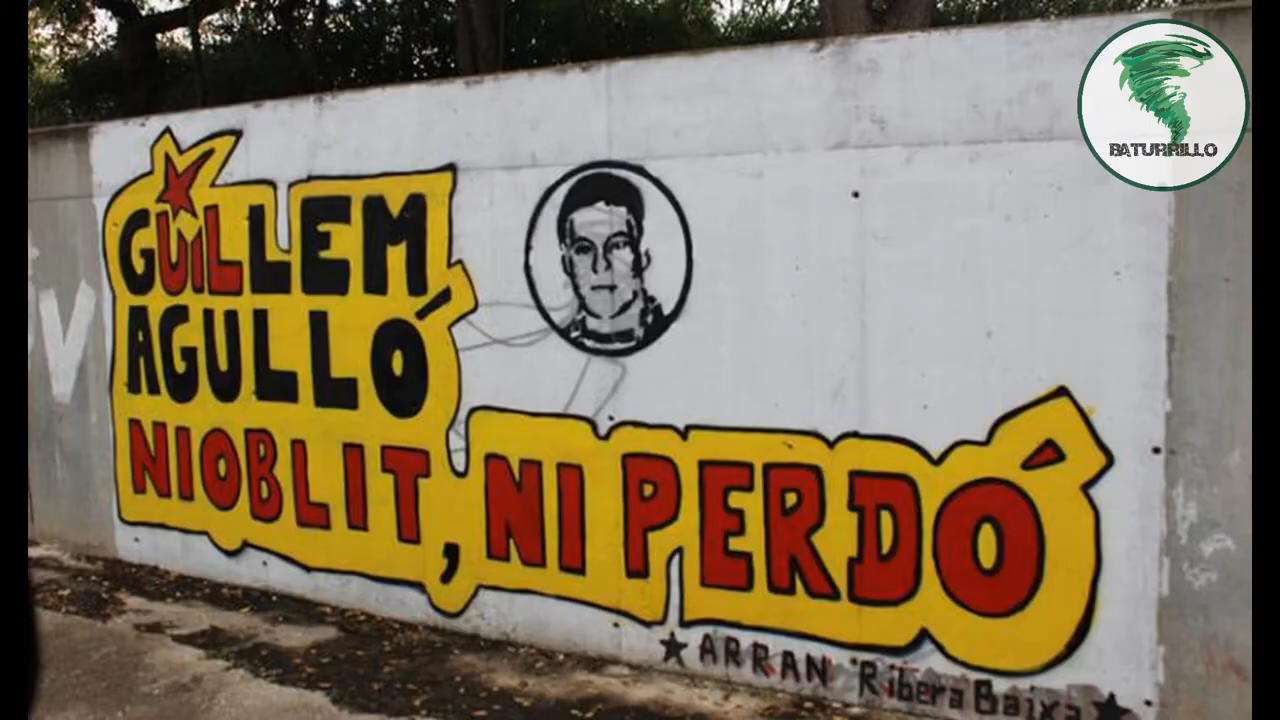 BATURRILLO
GUILLEM
AGULLÓ
NI OBLIT, NI PERDÓ
ARRAN Ribera Baixa
V